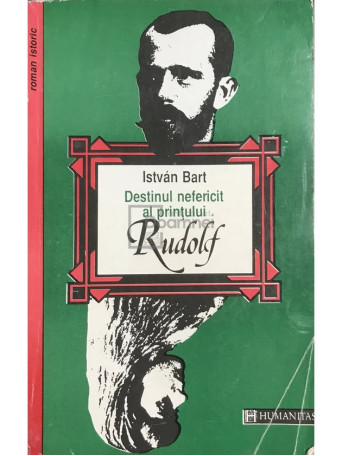 roman istoric
István Bart
Destinul nefericit
al prințului
Rudolf
HUMANITAS